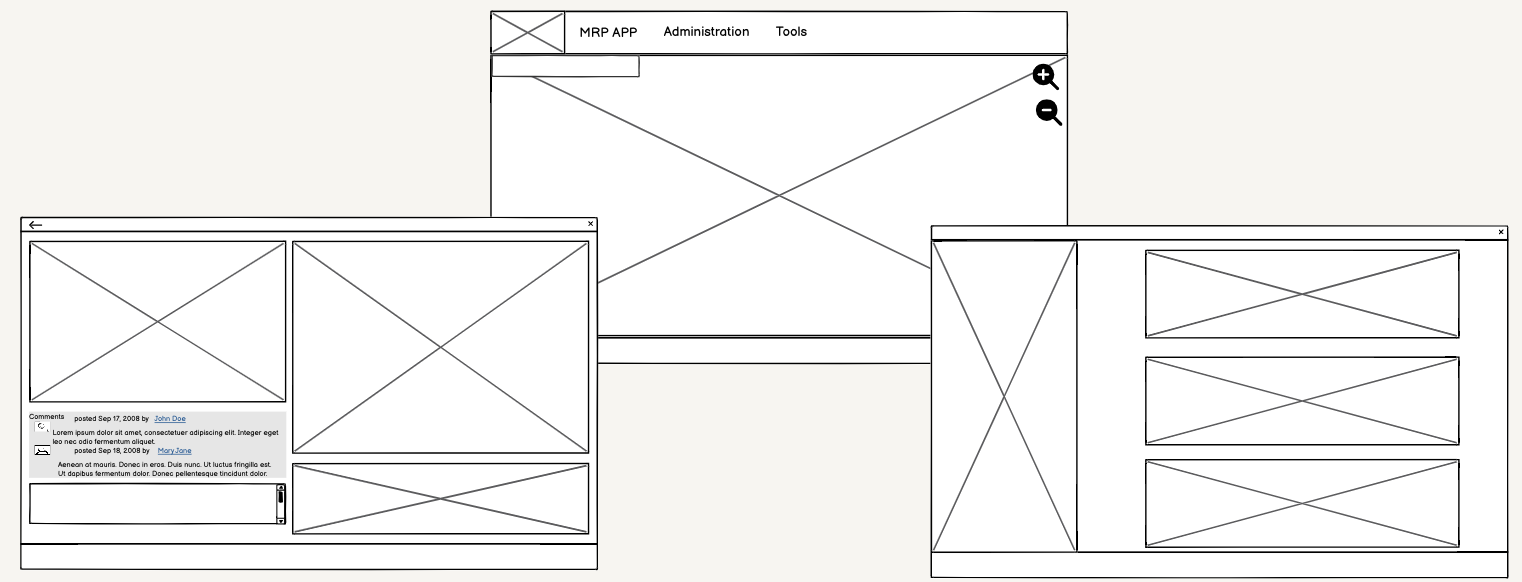 MRP APP
Administration
Tools
Comments
posted Sep 17, 2008 by John Doe
Lorem ipsum dolor sit amet, consectetuer adipiscing elit. Integer eget
leo nec odio fermentum aliquet.
posted Sep 18, 2008 by MaryJane
Aenean at mauris. Donec in eros. Duis nunc. Ut luctus fringilla est.
Ut dapibus fermentum dolor. Donec pellentesque tincidunt dolor.